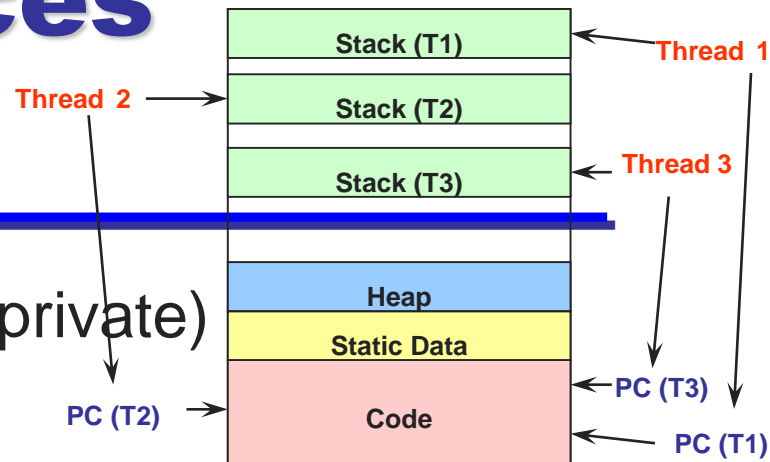 ces
Stack (T1)
Thread 1
Thread 2
Stack (T2)
Stack (T3)
Thread 3
Heap
private)
Static Data
PC (T3)
PC (T2)
Code
PC (T1)